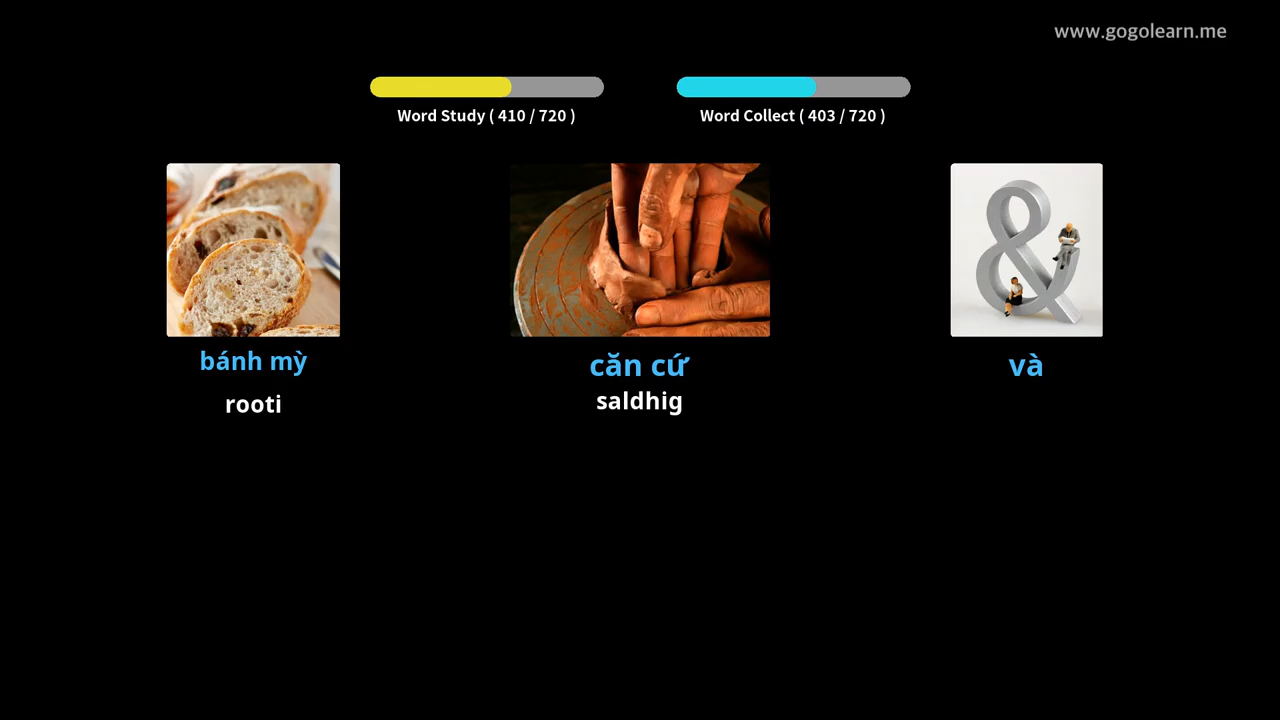 www.gogolearn.me
Word Study ( 410 / 720 )
Word Collect ( 403 / 720 )
bánh mỳ
rooti
căn cứ
saldhig
và
&